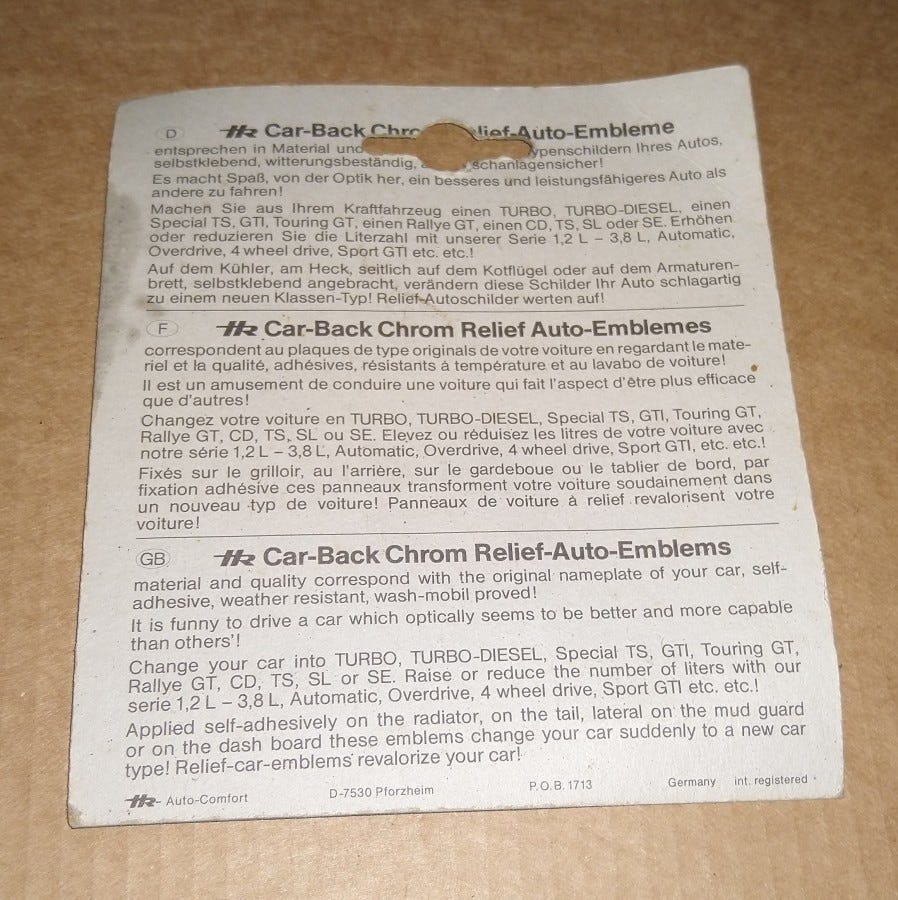 D HR Car-Back Chro lief-Auto-Embleme
entsprechen in Material und ypenschildern Ihres Autos,
selbstklebend, witterungsbeständig, schanlagensicher!
Es macht Spaß, von der Optik her, ein besseres und leistungsfähigeres Auto als
andere zu fahren!
Machen Sie aus Ihrem Kraftfahrzeug einen TURBO, TURBO-DIESEL, einen
Special TS, GTI, Touring GT, einen Rallye GT, einen CD, TS, SL oder SE. Erhöhen
oder reduzieren Sie die Literzahl mit unserer Serie 1,2 L – 3,8 L, Automatic,
Overdrive, 4 wheel drive, Sport GTI etc. etc.!
Auf dem Kühler, am Heck, seitlich auf dem Kotflügel oder auf dem Armaturen-
brett, selbstklebend angebracht, verändern diese Schilder Ihr Auto schlagartig
zu einem neuen Klassen-Typ! Relief-Autoschilder werten auf!
F HR Car-Back Chrom Relief Auto-Emblemes
correspondent au plaques de type originals de votre voiture en regardant le mate-
riel et la qualité, adhésives, résistants à température et au lavabo de voiture!
Il est un amusement de conduire une voiture qui fait l'aspect d'être plus efficace
que d'autres!
Changez votre voiture en TURBO, TURBO-DIESEL, Special TS, GTI, Touring GT,
Rallye GT, CD, TS, SL ou SE. Elevez ou réduisez les litres de votre voiture avec
notre série 1,2 L – 3,8 L, Automatic, Overdrive, 4 wheel drive, Sport GTI, etc. etc.!
Fixés sur le grilloir, au l'arrière, sur le gardeboue ou le tablier de bord, par
fixation adhésive ces panneaux transforment votre voiture soudainement dans
un nouveau typ de voiture! Panneaux de voiture à relief revalorisent votre
voiture!
GB HR Car-Back Chrom Relief-Auto-Emblems
material and quality correspond with the original nameplate of your car, self-
adhesive, weather resistant, wash-mobil proved!
It is funny to drive a car which optically seems to be better and more capable
than others'!
Change your car into TURBO, TURBO-DIESEL, Special TS, GTI, Touring GT,
Rallye GT, CD, TS, SL or SE. Raise or reduce the number of liters with our
serie 1,2 L – 3,8 L, Automatic, Overdrive, 4 wheel drive, Sport GTI etc. etc.!
Applied self-adhesively on the radiator, on the tail, lateral on the mud guard
or on the dash board these emblems change your car suddenly to a new car
type! Relief-car-emblems revalorize your car!
HR - Auto-Comfort D-7530 Pforzheim P.O.B. 1713 Germany int. registered